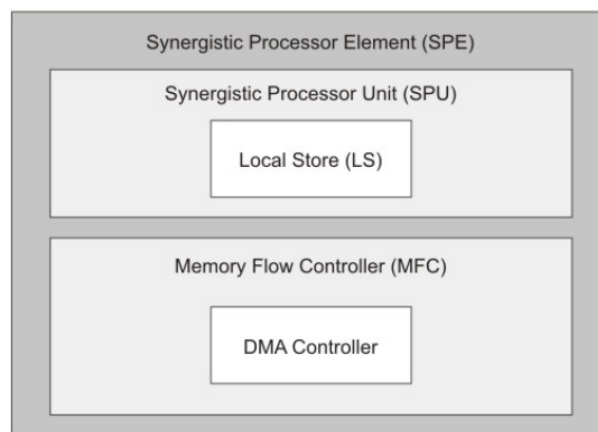 Synergistic Processor Element (SPE)
Synergistic Processor Unit (SPU)
Local Store (LS)
Memory Flow Controller (MFC)
DMA Controller